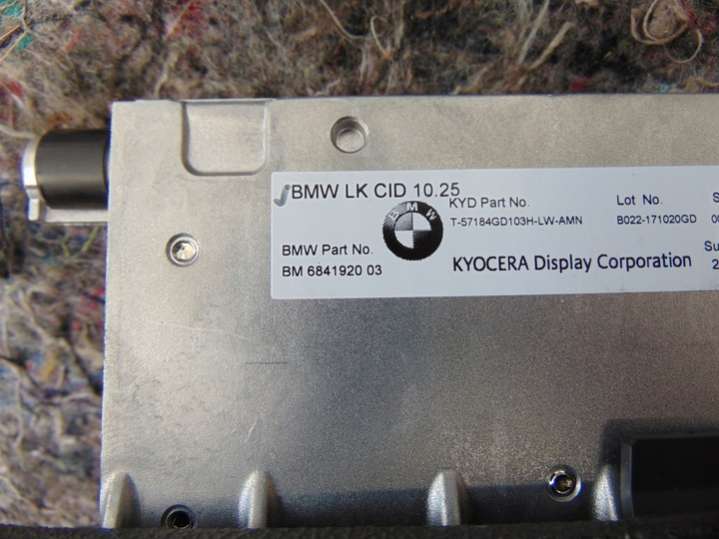 BMW LK CID 10.25
KYD Part No.
T-57184GD103H-LW-AMN
Lot No.
B022-171020GD
BMW
BMW Part No.
BM 6841920 03
KYOCERA Display Corporation